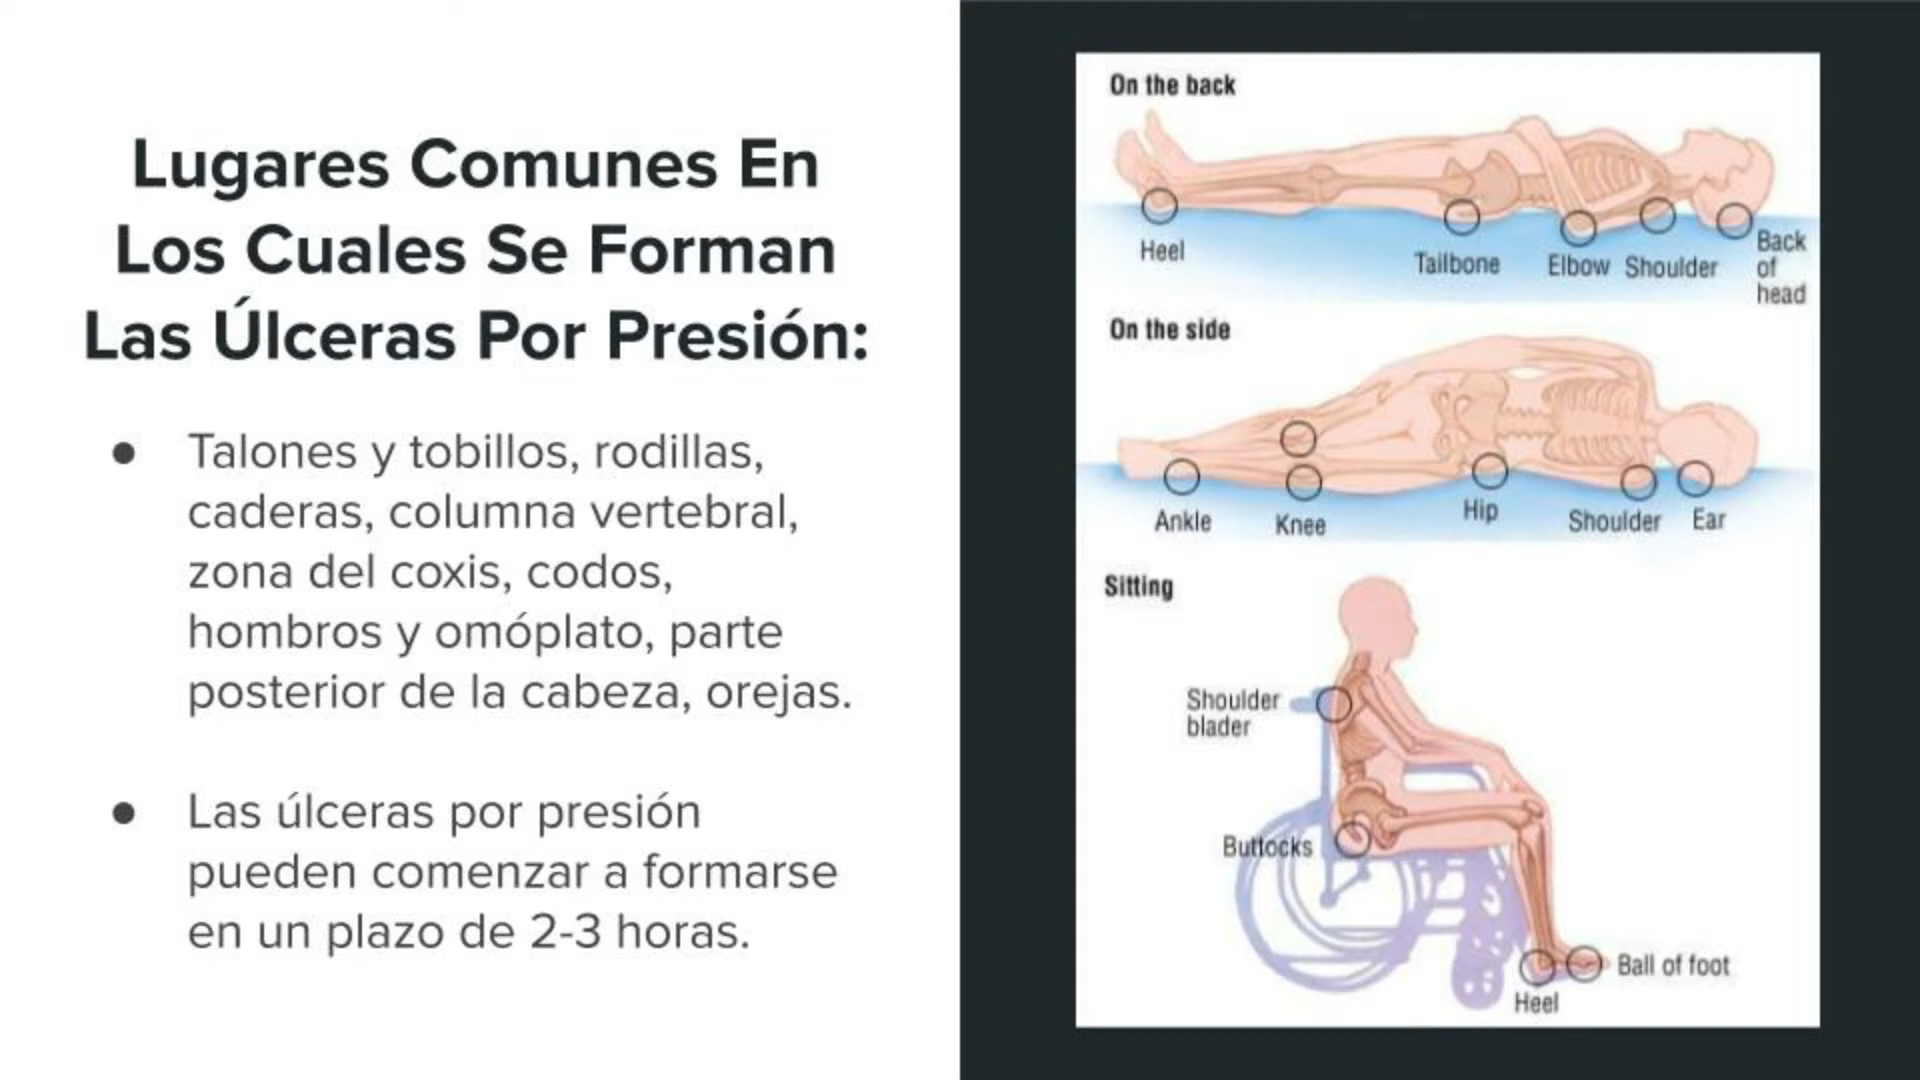 Lugares Comunes En
Los Cuales Se Forman
Las Úlceras Por Presión:
● Talones y tobillos, rodillas,
caderas, columna vertebral,
zona del coxis, codos,
hombros y omóplato, parte
posterior de la cabeza, orejas.
● Las úlceras por presión
pueden comenzar a formarse
en un plazo de 2-3 horas.
On the back
Heel
Tailbone
Elbow
Shoulder
Back
of
head
On the side
Ankle
Knee
Hip
Shoulder
Ear
Sitting
Shoulder
blader
Buttocks
Ball of foot
Heel